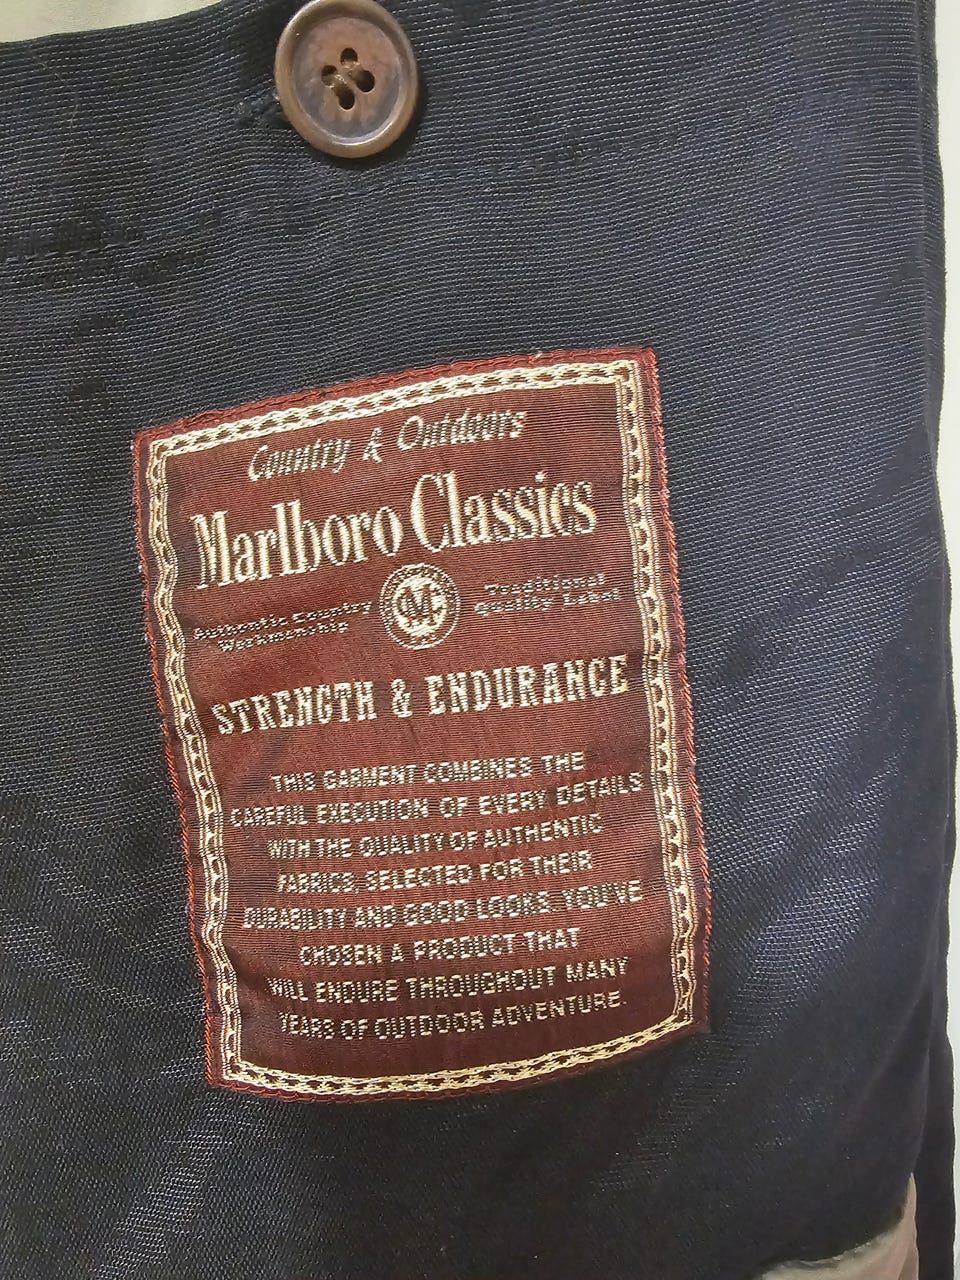 Country & Outdoors
Marlboro Classics
Authentic Country Workmanship
MC
Traditional Quality Label
STRENGTH & ENDURANCE
THIS GARMENT COMBINES THE
CAREFUL EXECUTION OF EVERY DETAILS
WITH THE QUALITY OF AUTHENTIC
FABRICS, SELECTED FOR THEIR
DURABILITY AND GOOD LOOKS. YOU'VE
CHOSEN A PRODUCT THAT
WILL ENDURE THROUGHOUT MANY
YEARS OF OUTDOOR ADVENTURE.